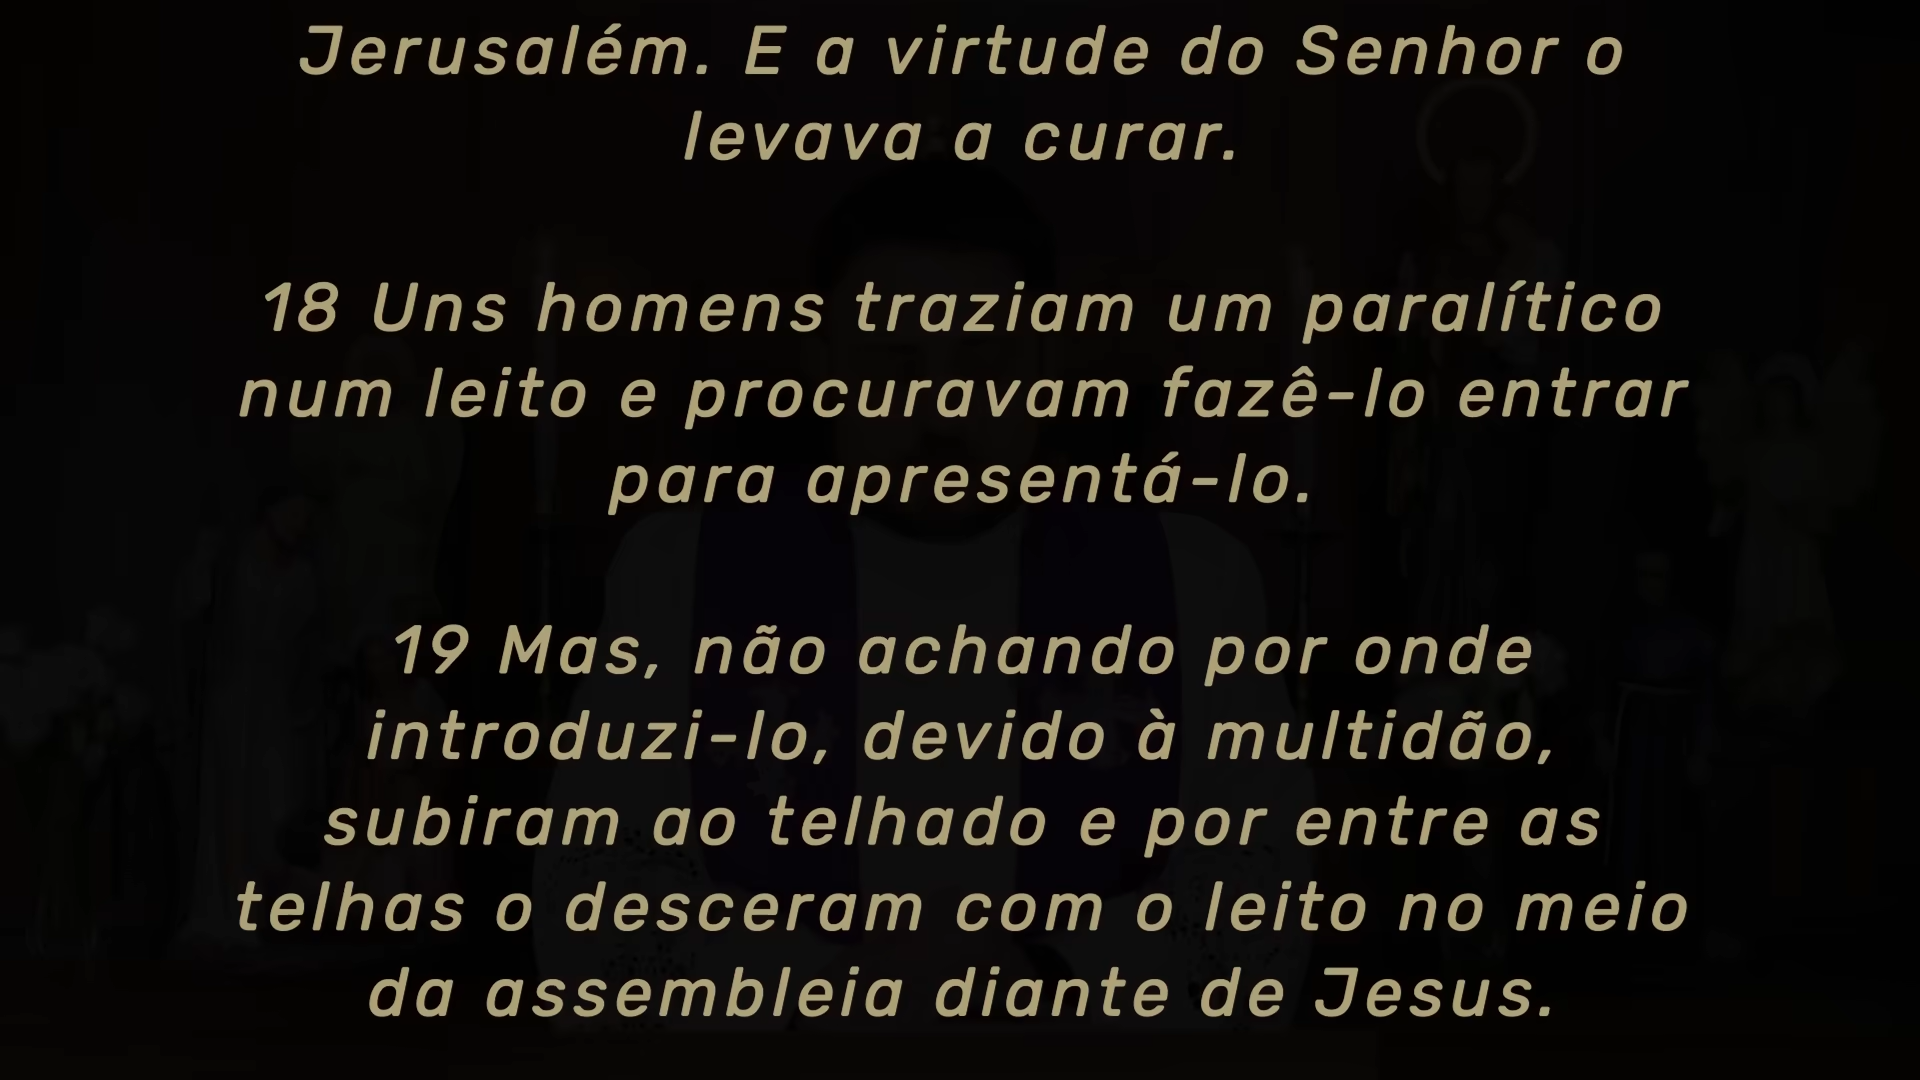 Jerusalém. E a virtude do Senhor o
levava a curar.
18 Uns homens traziam um paralítico
num leito e procuravam fazê-lo entrar
para apresentá-lo.
19 Mas, não achando por onde
introduzi-lo, devido à multidão,
subiram ao telhado e por entre as
telhas o desceram com o leito no meio
da assembleia diante de Jesus.